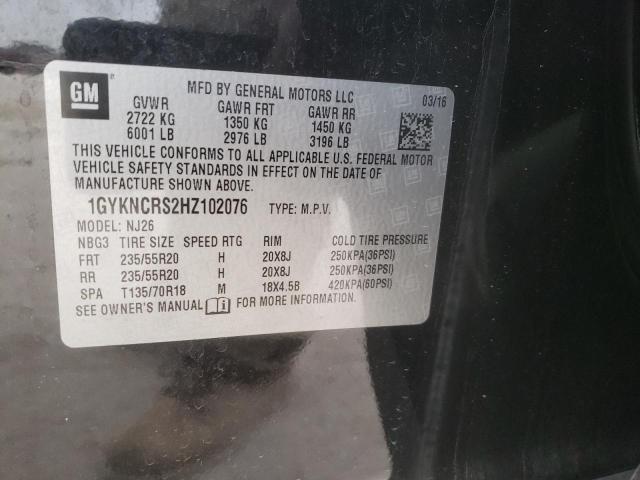 GM
MFD BY GENERAL MOTORS LLC
03/16
GVWR GAWR FRT GAWR RR
2722 KG 1350 KG 1450 KG
6001 LB 2976 LB 3196 LB
THIS VEHICLE CONFORMS TO ALL APPLICABLE U.S. FEDERAL MOTOR
VEHICLE SAFETY STANDARDS IN EFFECT ON THE DATE OF
MANUFACTURE SHOWN ABOVE.
1GYKNCRS2HZ102076 TYPE: M.P.V.
MODEL: NJ26
NBG3 TIRE SIZE SPEED RTG RIM COLD TIRE PRESSURE
FRT 235/55R20 H 20X8J 250KPA(36PSI)
RR 235/55R20 H 20X8J 250KPA(36PSI)
SPA T135/70R18 M 18X4.5B 420KPA(60PSI)
SEE OWNER'S MANUAL FOR MORE INFORMATION.